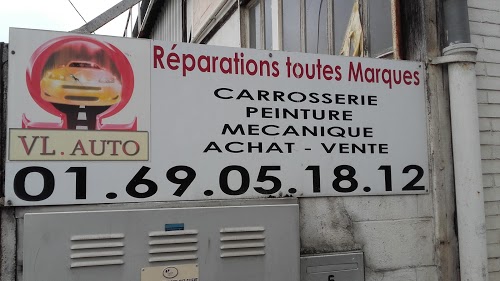 Réparations toutes Marques
CARROSSERIE
PEINTURE
MECANIQUE
ACHAT - VENTE
VL. AUTO
01.69.05.18.12